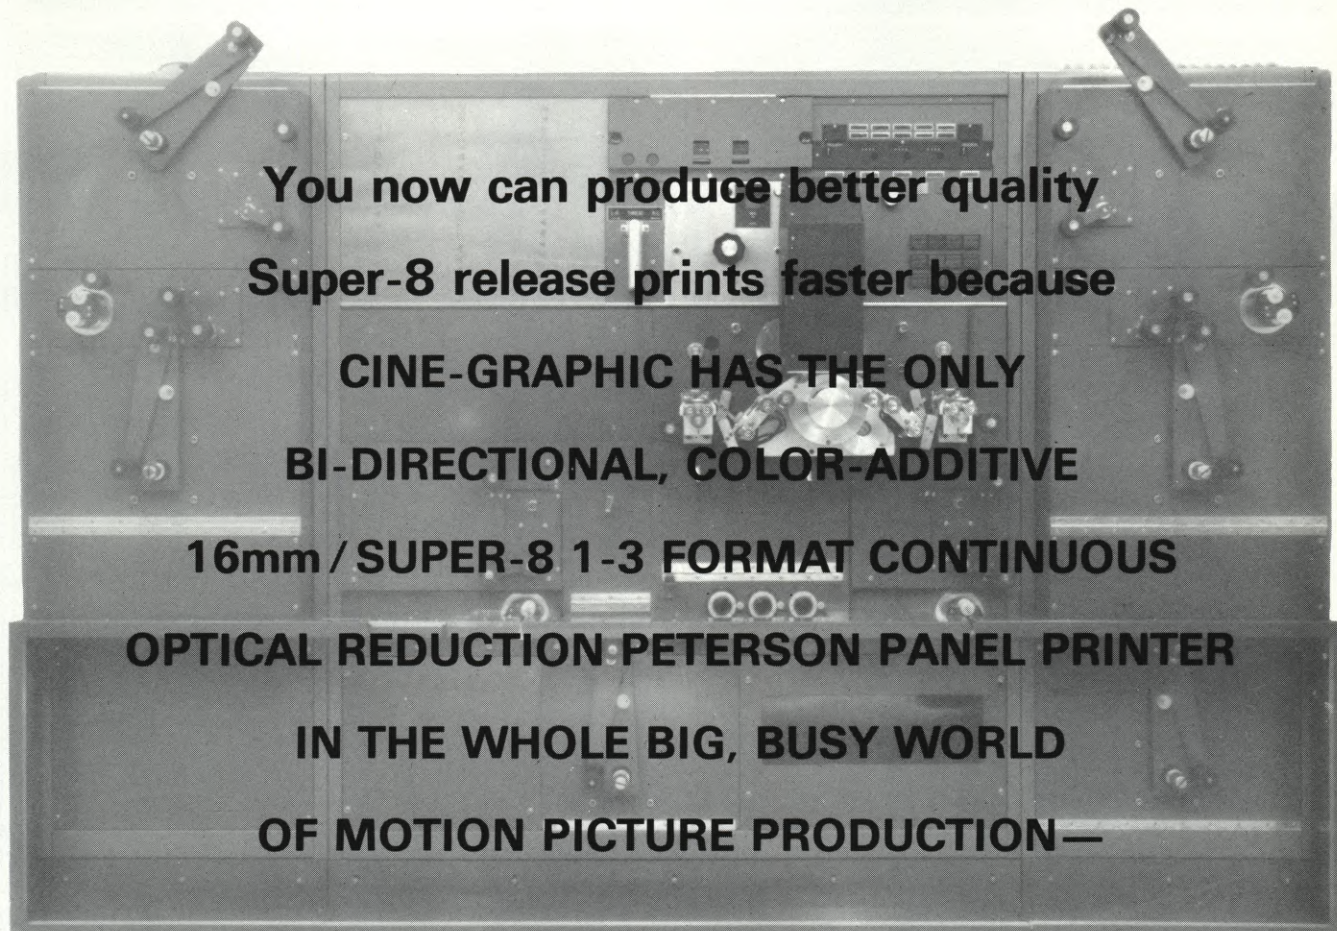 You now can produce better quality
Super-8 release prints faster because
CINE-GRAPHIC HAS THE ONLY
BI-DIRECTIONAL, COLOR-ADDITIVE
16mm / SUPER-8 1-3 FORMAT CONTINUOUS
OPTICAL REDUCTION PETERSON PANEL PRINTER
IN THE WHOLE BIG, BUSY WORLD
OF MOTION PICTURE PRODUCTION—